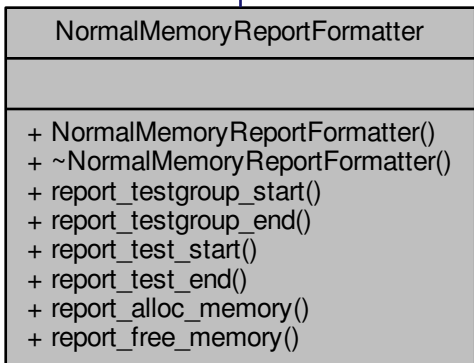 NormalMemoryReportFormatter
+ NormalMemoryReportFormatter()
+ ~NormalMemoryReportFormatter()
+ report_testgroup_start()
+ report_testgroup_end()
+ report_test_start()
+ report_test_end()
+ report_alloc_memory()
+ report_free_memory()